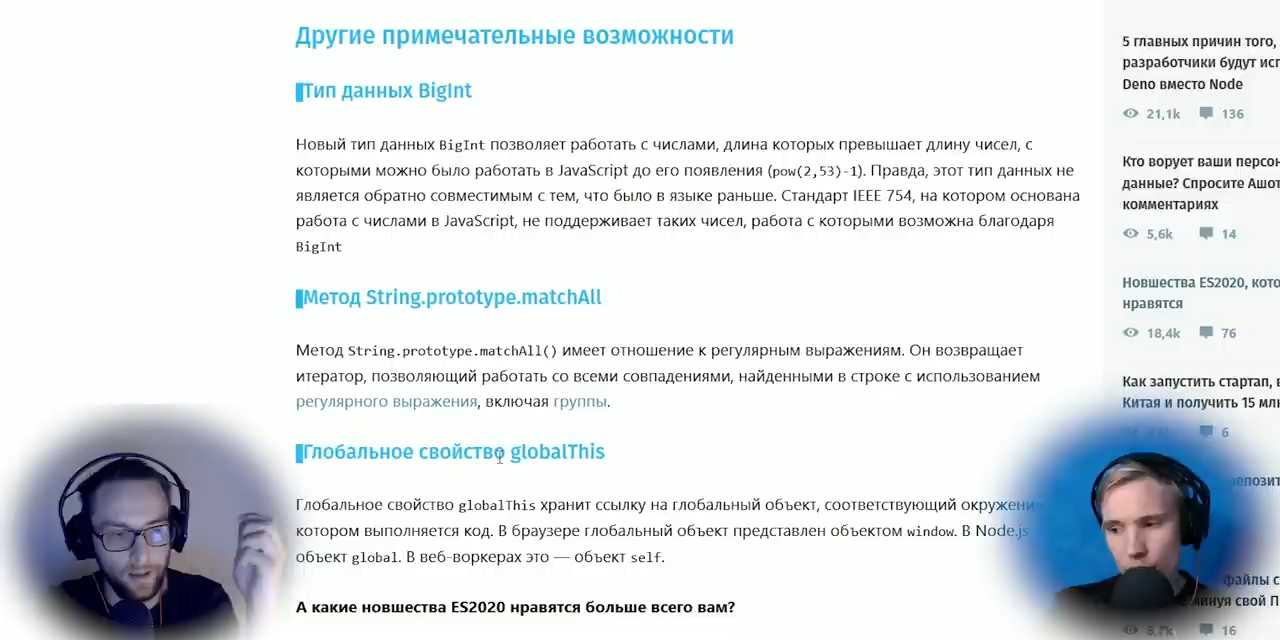 Другие примечательные возможности
Тип данных BigInt
Новый тип данных BigInt позволяет работать с числами, длина которых превышает длину чисел, с
которыми можно было работать в JavaScript до его появления (pow(2,53)-1). Правда, этот тип данных не
является обратно совместимым с тем, что было в языке раньше. Стандарт IEEE 754, на котором основана
работа с числами в JavaScript, не поддерживает таких чисел, работа с которыми возможна благодаря
BigInt
Метод String.prototype.matchAll
Метод String.prototype.matchAll() имеет отношение к регулярным выражениям. Он возвращает
итератор, позволяющий работать со всеми совпадениями, найденными в строке с использованием
регулярного выражения, включая группы.
Глобальное свойство globalThis
Глобальное свойство globalThis хранит ссылку на глобальный объект, соответствующий
котором выполняется код. В браузере глобальный объект представлен объектом window. В Node.js
объект global. В веб-воркерах это — объект self.
А какие новшества ES2020 нравятся больше всего вам?
5 главных причин того,
разработчики будут
Deno вместо Node
21,1k 136
Кто ворует ваши
данные? Спросите
комментариях
5,6k 14
Новшества ES2020,
нравятся
18,4k 76
Как запустить стартап,
Китая и получить 15
6
файлы
свой
8,7k 16